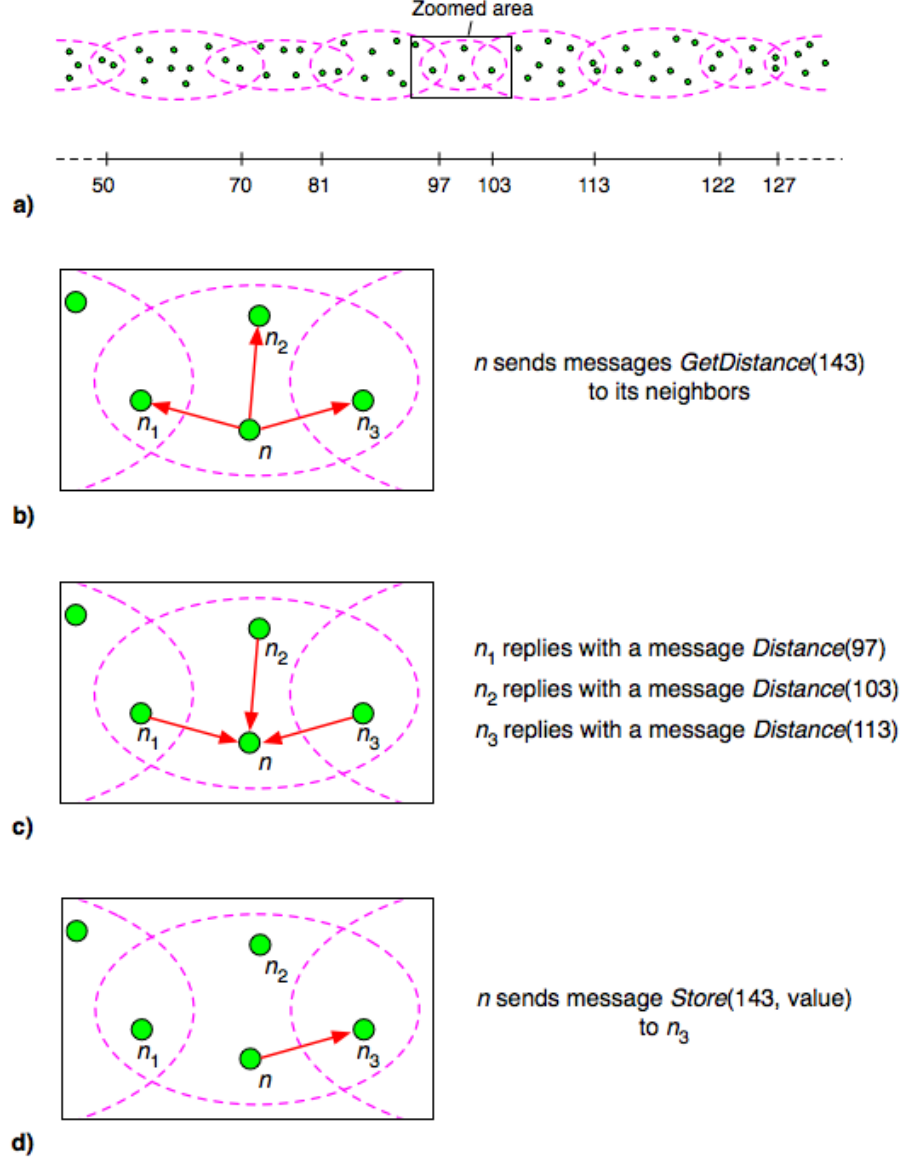 Zoomed area
50 70 81 97 103 113 122 127
a)
n2
n1 n3
n
n sends messages GetDistance(143)
to its neighbors
b)
n2
n1 n3
n
n1 replies with a message Distance(97)
n2 replies with a message Distance(103)
n3 replies with a message Distance(113)
c)
n2
n1 n3
n
n sends message Store(143, value)
to n3
d)